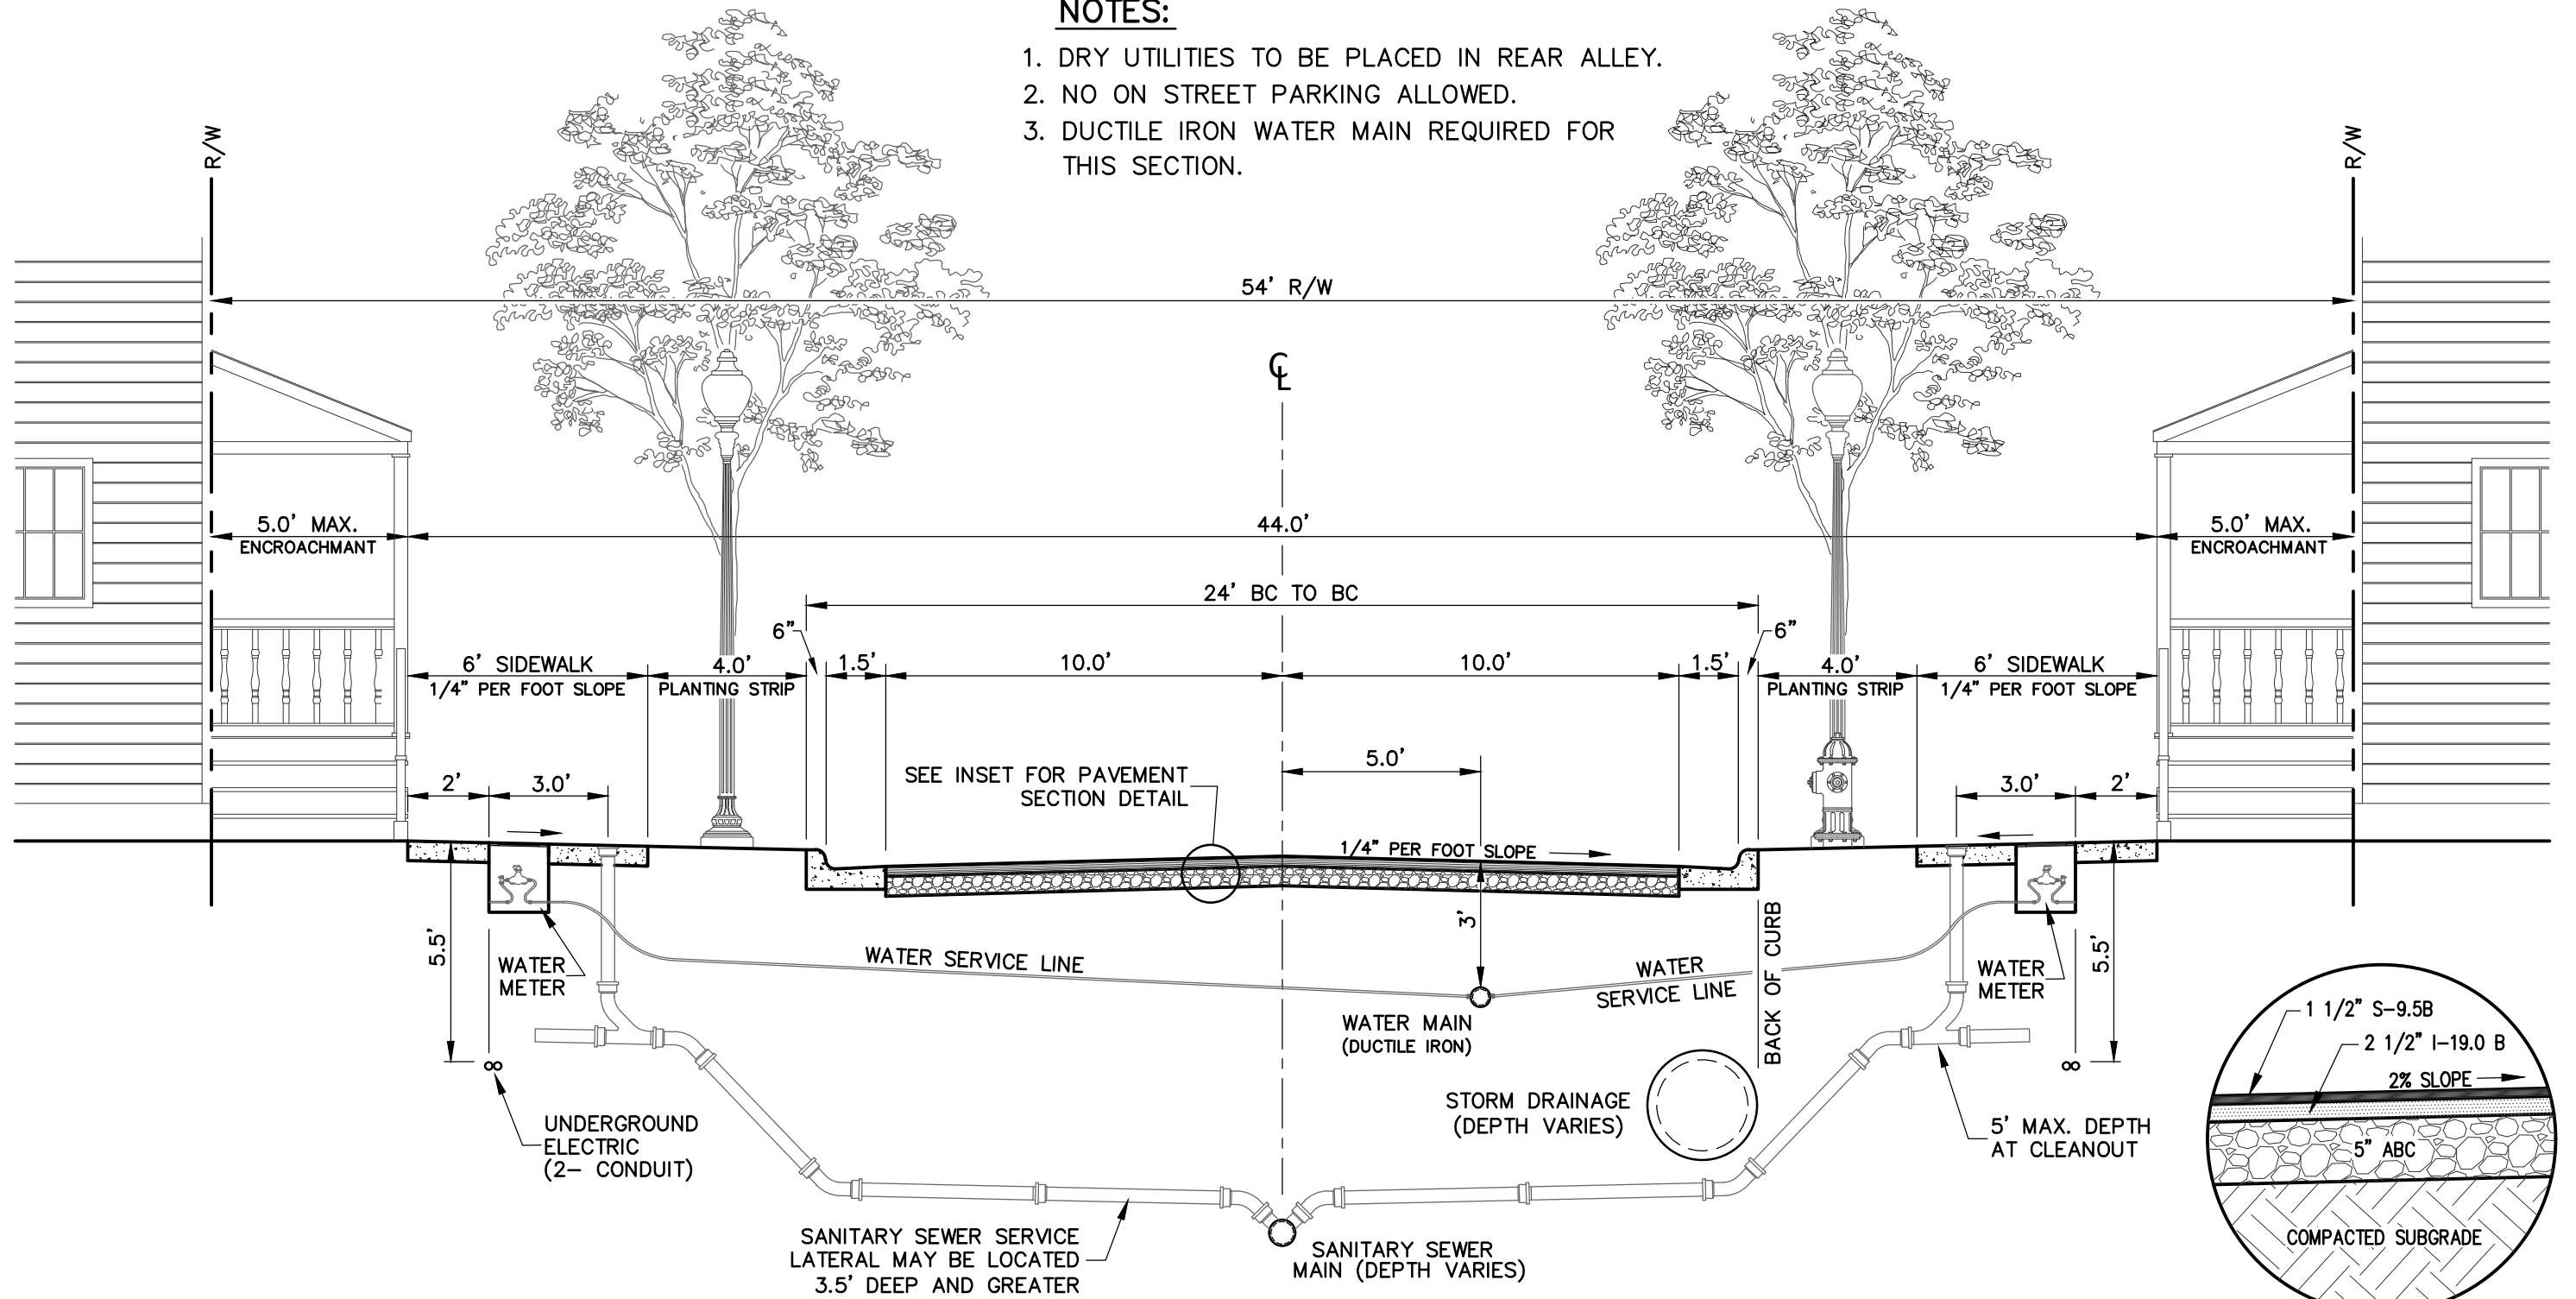 NOTES:
1. DRY UTILITIES TO BE PLACED IN REAR ALLEY.
2. NO ON STREET PARKING ALLOWED.
3. DUCTILE IRON WATER MAIN REQUIRED FOR
THIS SECTION.
R/W
R/W
54' R/W
℄
5.0' MAX.
ENCROACHMANT
44.0'
5.0' MAX.
ENCROACHMANT
24' BC TO BC
6"
6"
6' SIDEWALK
1/4" PER FOOT SLOPE
4.0'
PLANTING STRIP
1.5'
10.0'
10.0'
1.5'
4.0'
PLANTING STRIP
6' SIDEWALK
1/4" PER FOOT SLOPE
2'
3.0'
SEE INSET FOR PAVEMENT
SECTION DETAIL
5.0'
3.0'
2'
1/4" PER FOOT SLOPE
5.5'
WATER
METER
WATER SERVICE LINE
3'
WATER
SERVICE LINE
BACK OF CURB
WATER
METER
5.5'
WATER MAIN
(DUCTILE IRON)
UNDERGROUND
ELECTRIC
(2- CONDUIT)
STORM DRAINAGE
(DEPTH VARIES)
5' MAX. DEPTH
AT CLEANOUT
SANITARY SEWER SERVICE
LATERAL MAY BE LOCATED
3.5' DEEP AND GREATER
SANITARY SEWER
MAIN (DEPTH VARIES)
1 1/2" S-9.5B
2 1/2" I-19.0 B
2% SLOPE
5" ABC
COMPACTED SUBGRADE